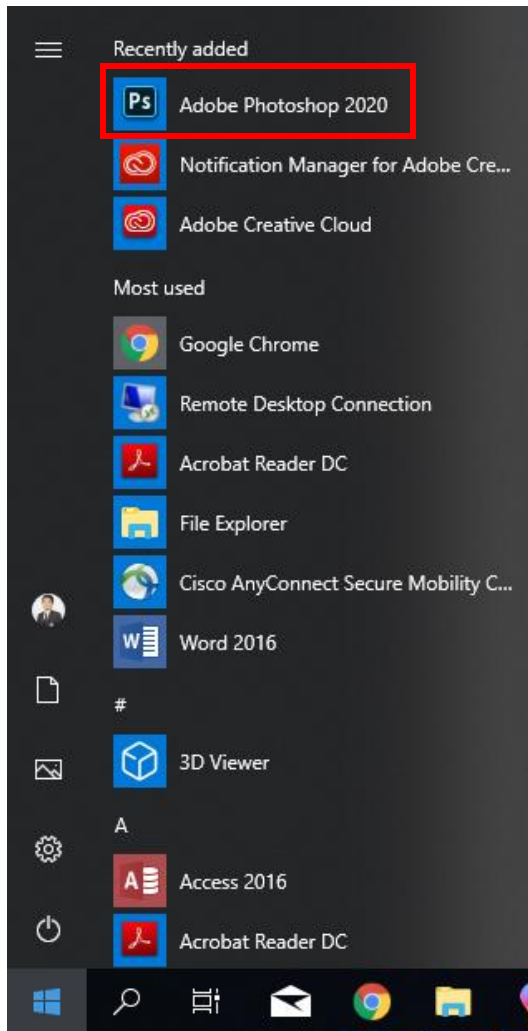 Recently added
Ps Adobe Photoshop 2020
Notification Manager for Adobe Cre...
Adobe Creative Cloud
Most used
Google Chrome
Remote Desktop Connection
Acrobat Reader DC
File Explorer
Cisco AnyConnect Secure Mobility C...
W Word 2016
#
3D Viewer
A
A Access 2016
Acrobat Reader DC